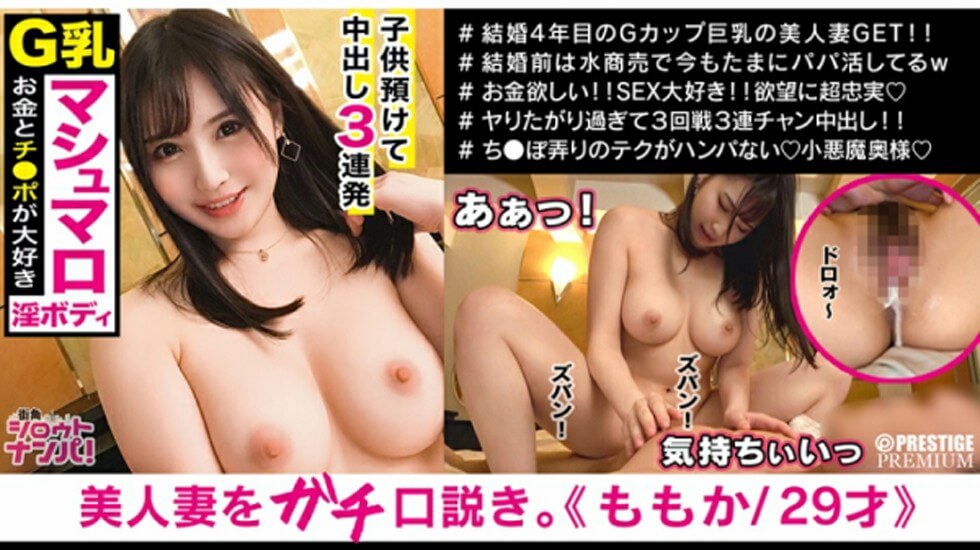 G乳
マシュマロ
淫ボディ
お金とチ●ポが大好き
子供預けて
中出し3連発
街角
シロウト
ナンパ!
# 結婚4年目のGカップ巨乳の美人妻GET!!
# 結婚前は水商売で今もたまにパパ活してるw
# お金欲しい!!SEX大好き!!欲望に超忠実♡
# ヤりたがり過ぎて3回戦3連チャン中出し!!
# ち●ぽ弄りのテクがハンパない♡小悪魔奥様♡
あぁっ!
ドロォ〜
ズバン!
ズバン!
気持ちぃいっ
PRESTIGE
PREMIUM
美人妻をガチ口説き。《ももか/29才》